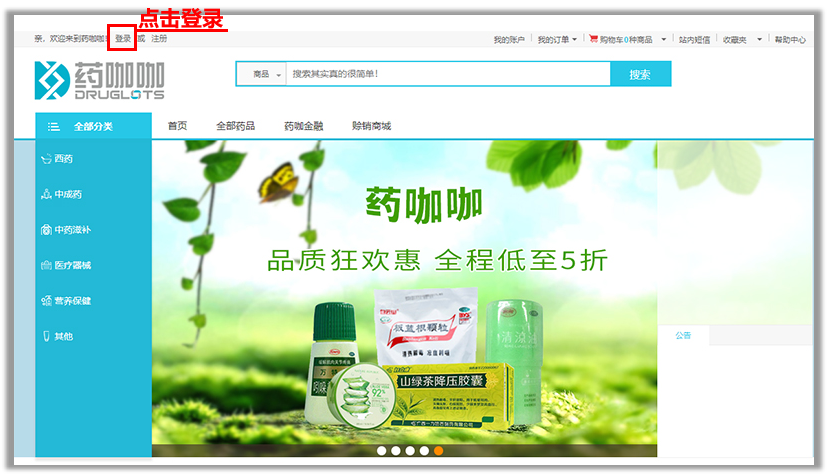 点击登录
亲，欢迎来到药咖咖！ 登录 或 注册
我的账户 我的订单 购物车0种商品 站内短信 收藏夹 帮助中心
药咖咖
DRUGLOTS
商品 搜索其实真的很简单! 搜索
全部分类 首页 全部药品 药咖金融 赊销商城
西药
中成药
中药滋补
医疗器械
营养保健
其他
药咖咖
品质狂欢惠 全程低至5折
板蓝根颗粒
清凉油
92%
山绿茶降压胶囊
公告